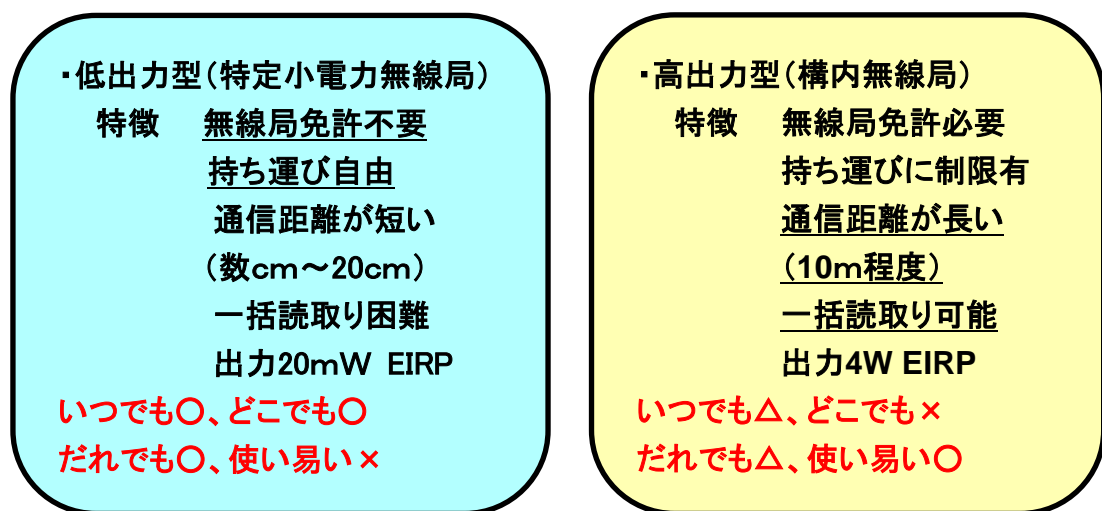 ・低出力型(特定小電力無線局)
特徴 無線局免許不要
持ち運び自由
通信距離が短い
(数cm~20cm)
一括読取り困難
出力20mW EIRP
いつでも○、どこでも○
だれでも○、使い易い×
・高出力型(構内無線局)
特徴 無線局免許必要
持ち運びに制限有
通信距離が長い
(10m程度)
一括読取り可能
出力4W EIRP
いつでも△、どこでも×
だれでも△、使い易い○